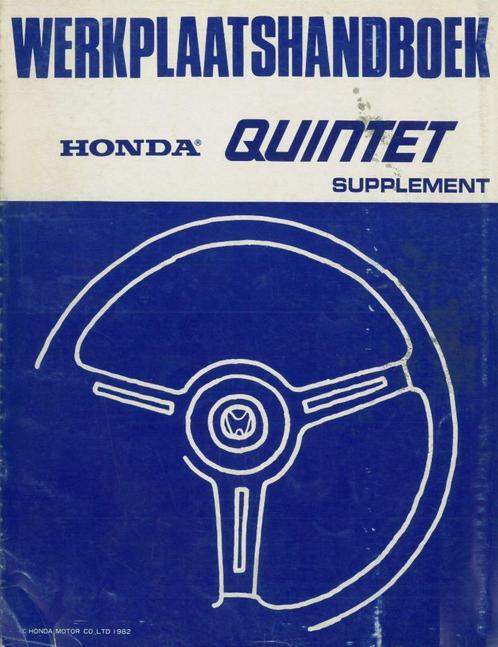 WERKPLAATSHANDBOEK
HONDA® QUINTET
SUPPLEMENT
© HONDA MOTOR CO.,LTD 1982